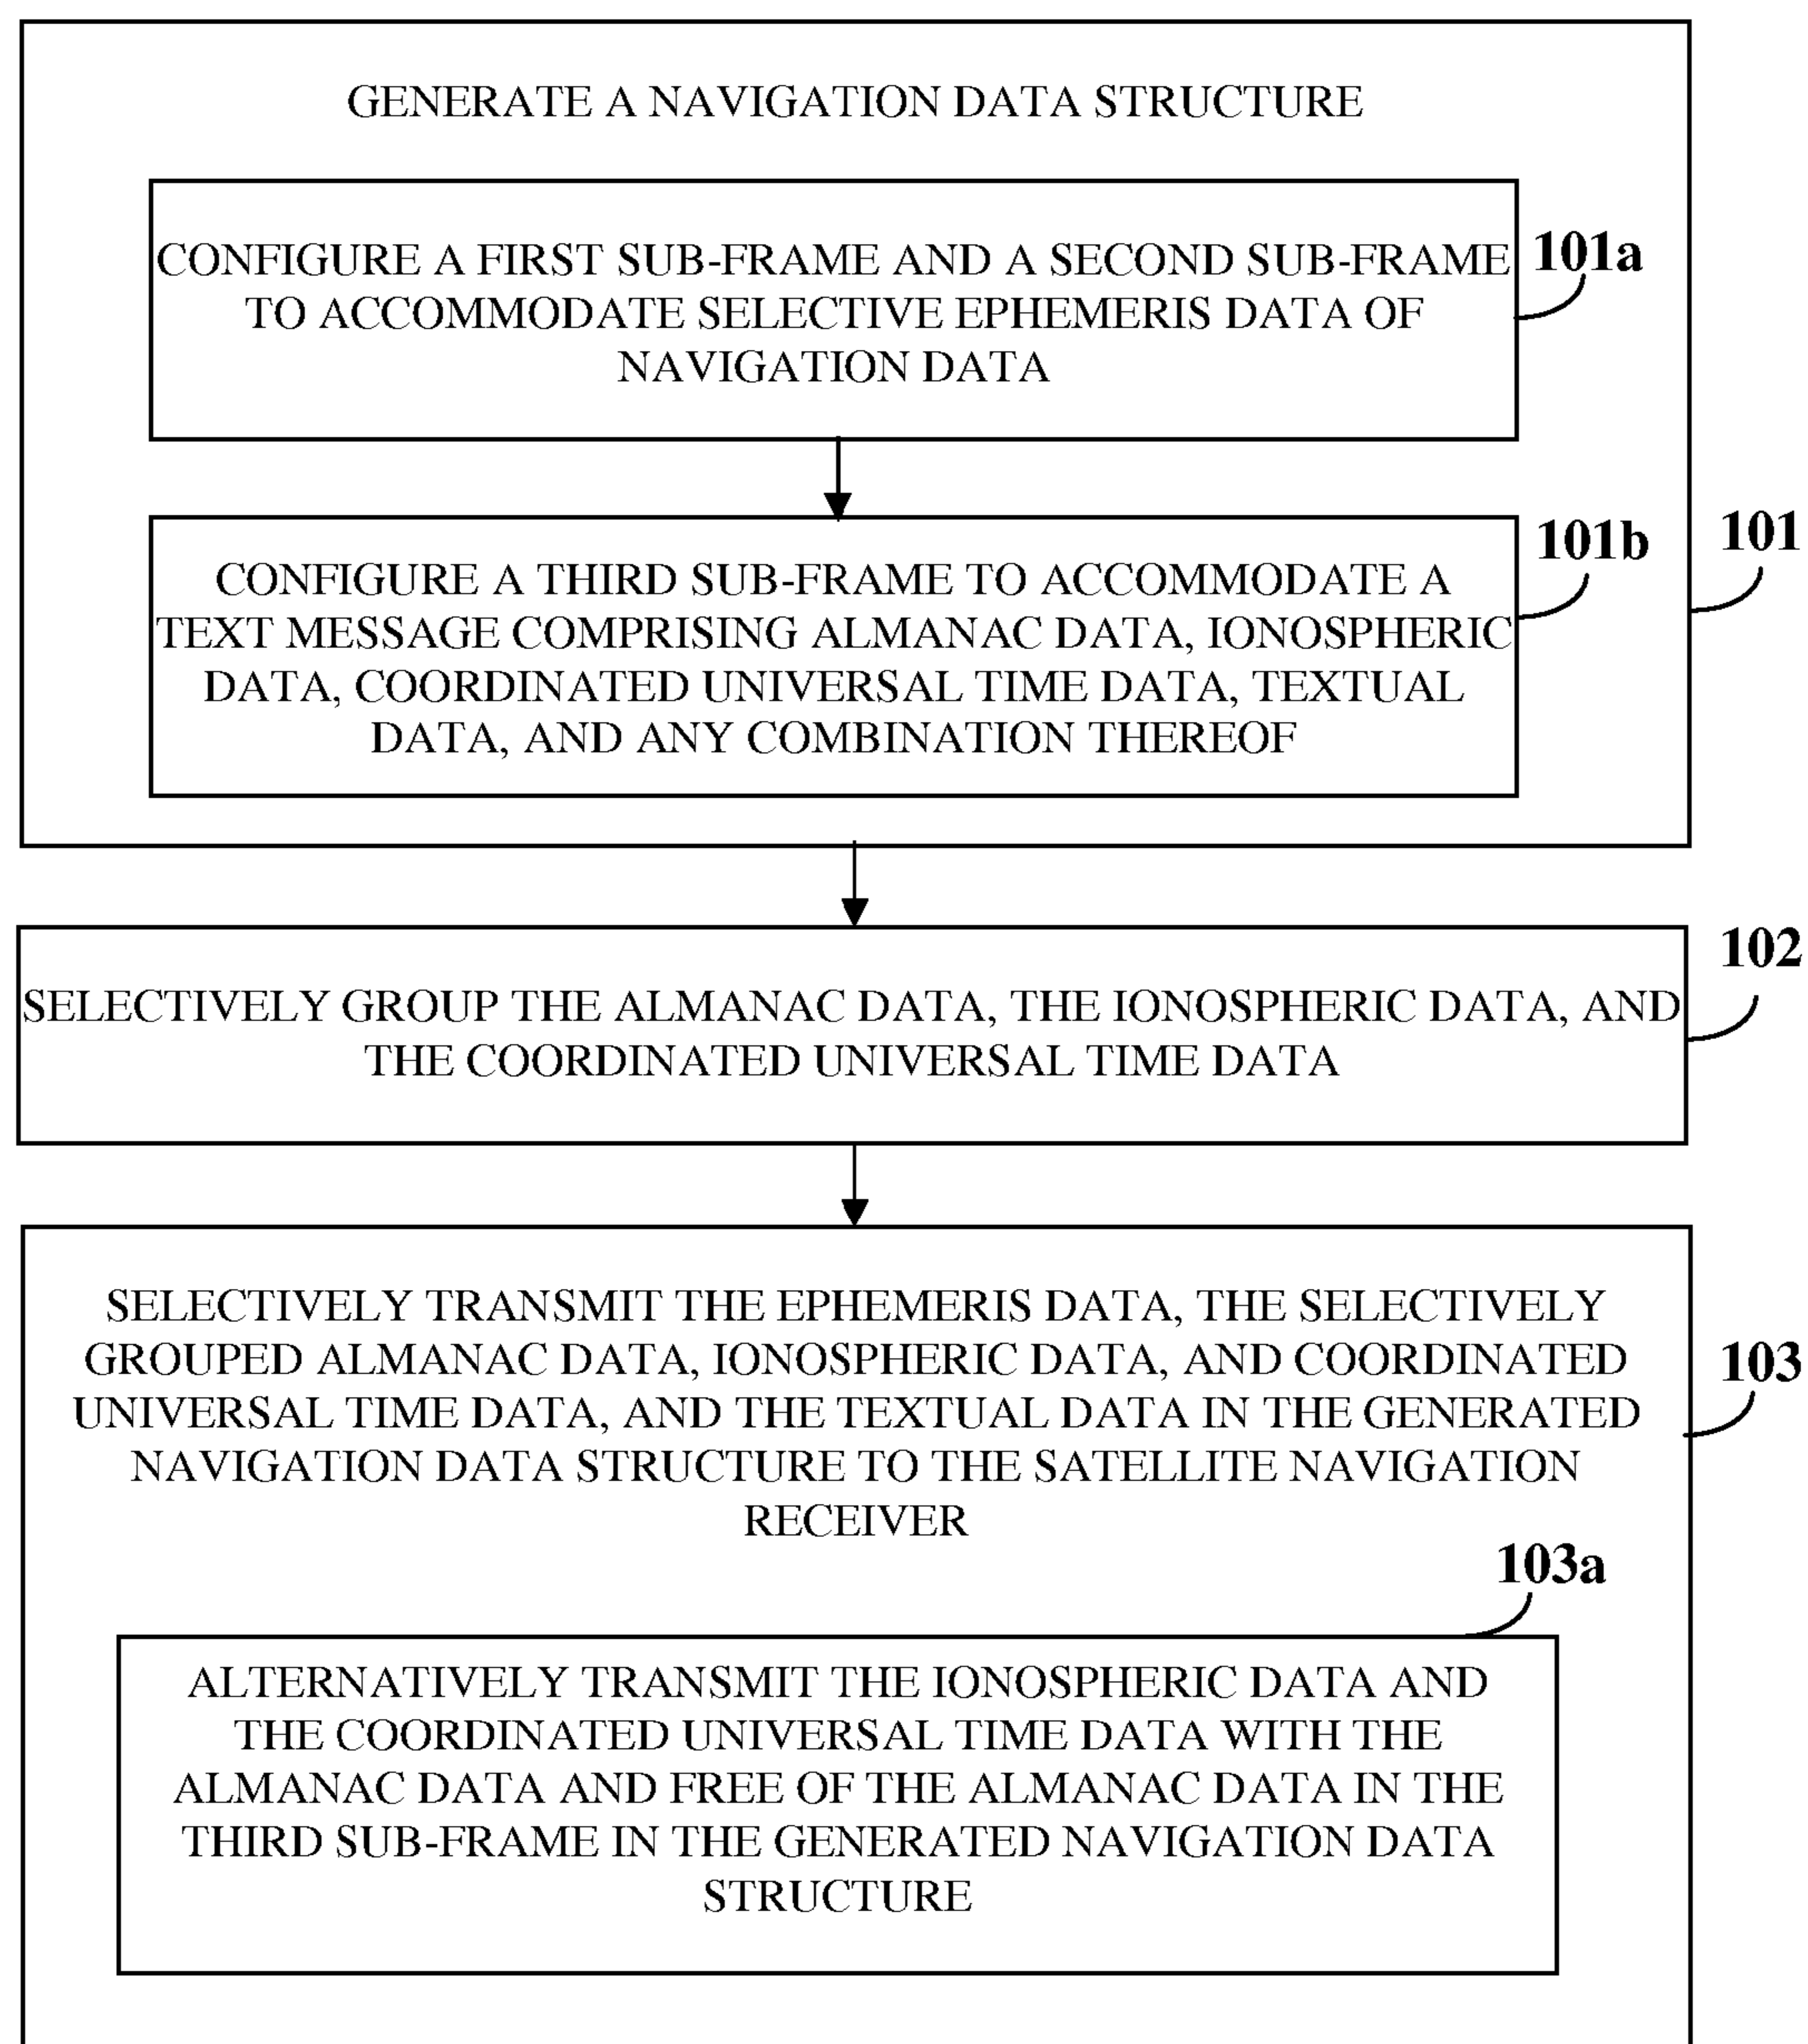 GENERATE A NAVIGATION DATA STRUCTURE
CONFIGURE A FIRST SUB-FRAME AND A SECOND SUB-FRAME
TO ACCOMMODATE SELECTIVE EPHEMERIS DATA OF
NAVIGATION DATA
101a
CONFIGURE A THIRD SUB-FRAME TO ACCOMMODATE A
TEXT MESSAGE COMPRISING ALMANAC DATA, IONOSPHERIC
DATA, COORDINATED UNIVERSAL TIME DATA, TEXTUAL
DATA, AND ANY COMBINATION THEREOF
101b
101
SELECTIVELY GROUP THE ALMANAC DATA, THE IONOSPHERIC DATA, AND
THE COORDINATED UNIVERSAL TIME DATA
102
SELECTIVELY TRANSMIT THE EPHEMERIS DATA, THE SELECTIVELY
GROUPED ALMANAC DATA, IONOSPHERIC DATA, AND COORDINATED
UNIVERSAL TIME DATA, AND THE TEXTUAL DATA IN THE GENERATED
NAVIGATION DATA STRUCTURE TO THE SATELLITE NAVIGATION
RECEIVER
103
103a
ALTERNATIVELY TRANSMIT THE IONOSPHERIC DATA AND
THE COORDINATED UNIVERSAL TIME DATA WITH THE
ALMANAC DATA AND FREE OF THE ALMANAC DATA IN THE
THIRD SUB-FRAME IN THE GENERATED NAVIGATION DATA
STRUCTURE